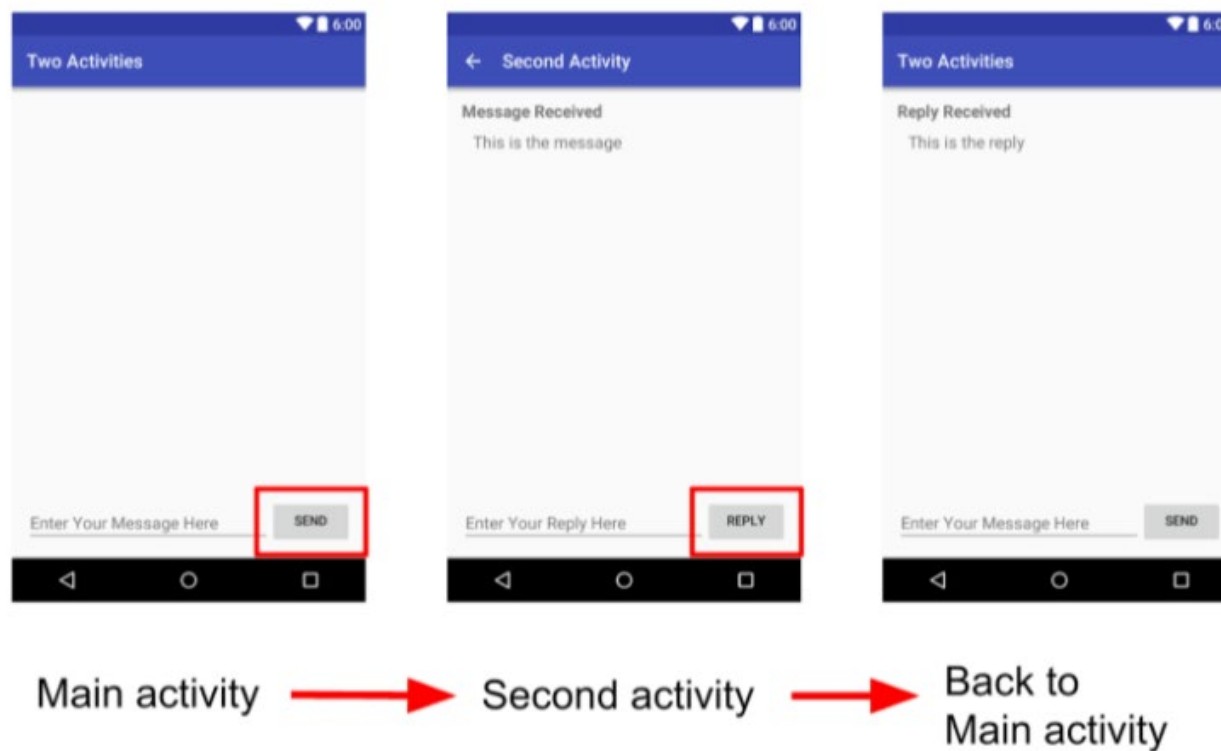 6:00
Two Activities
Enter Your Message Here
SEND
6:00
Second Activity
Message Received
This is the message
Enter Your Reply Here
REPLY
Two Activities
Reply Received
This is the reply
Enter Your Message Here
SEND
Main activity
Second activity
Back to
Main activity